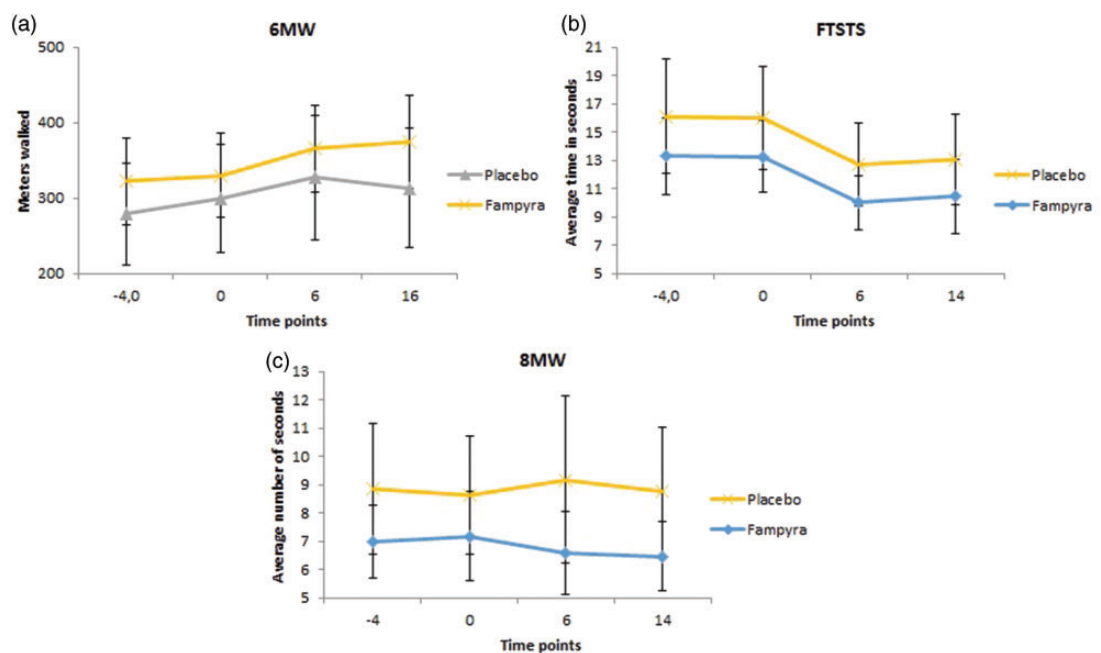 (a)
6MW
500
400
300
200
Meters walked
-4,0 0 6 16
Time points
Placebo
Fampyra
(b)
FTSTS
21
19
17
15
13
11
9
7
5
Average time in seconds
-4,0 0 6 14
Time points
Placebo
Fampyra
(c)
8MW
13
12
11
10
9
8
7
6
5
Average number of seconds
-4 0 6 14
Time points
Placebo
Fampyra